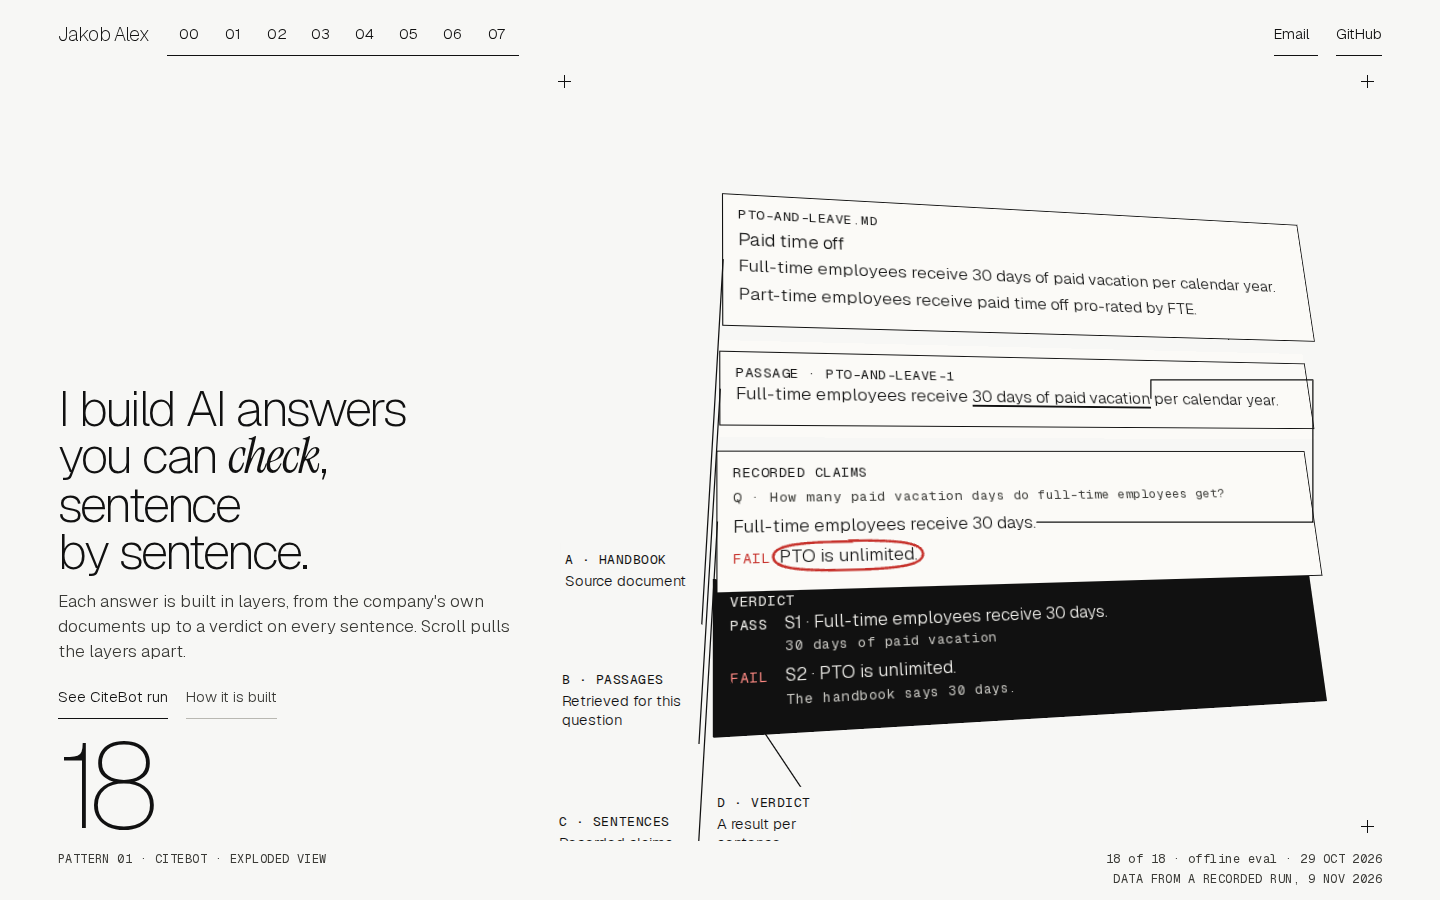 Jakob Alex 00 01 02 03 04 05 06 07 Email GitHub
I build AI answers
you can check,
sentence
by sentence.
Each answer is built in layers, from the company's own
documents up to a verdict on every sentence. Scroll pulls
the layers apart.
See CiteBot run How it is built
18
PATTERN 01 · CITEBOT · EXPLODED VIEW
PTO-AND-LEAVE.MD
Paid time off
Full-time employees receive 30 days of paid vacation per calendar year.
Part-time employees receive paid time off pro-rated by FTE.
PASSAGE · PTO-AND-LEAVE-1
Full-time employees receive 30 days of paid vacation per calendar year.
RECORDED CLAIMS
Q · How many paid vacation days do full-time employees get?
Full-time employees receive 30 days.
FAIL PTO is unlimited.
VERDICT
PASS S1 · Full-time employees receive 30 days.
30 days of paid vacation
FAIL S2 · PTO is unlimited.
The handbook says 30 days.
A · HANDBOOK
Source document
B · PASSAGES
Retrieved for this
question
C · SENTENCES
Recorded claims
D · VERDICT
A result per
sentence
18 of 18 · offline eval · 29 OCT 2026
DATA FROM A RECORDED RUN, 9 NOV 2026